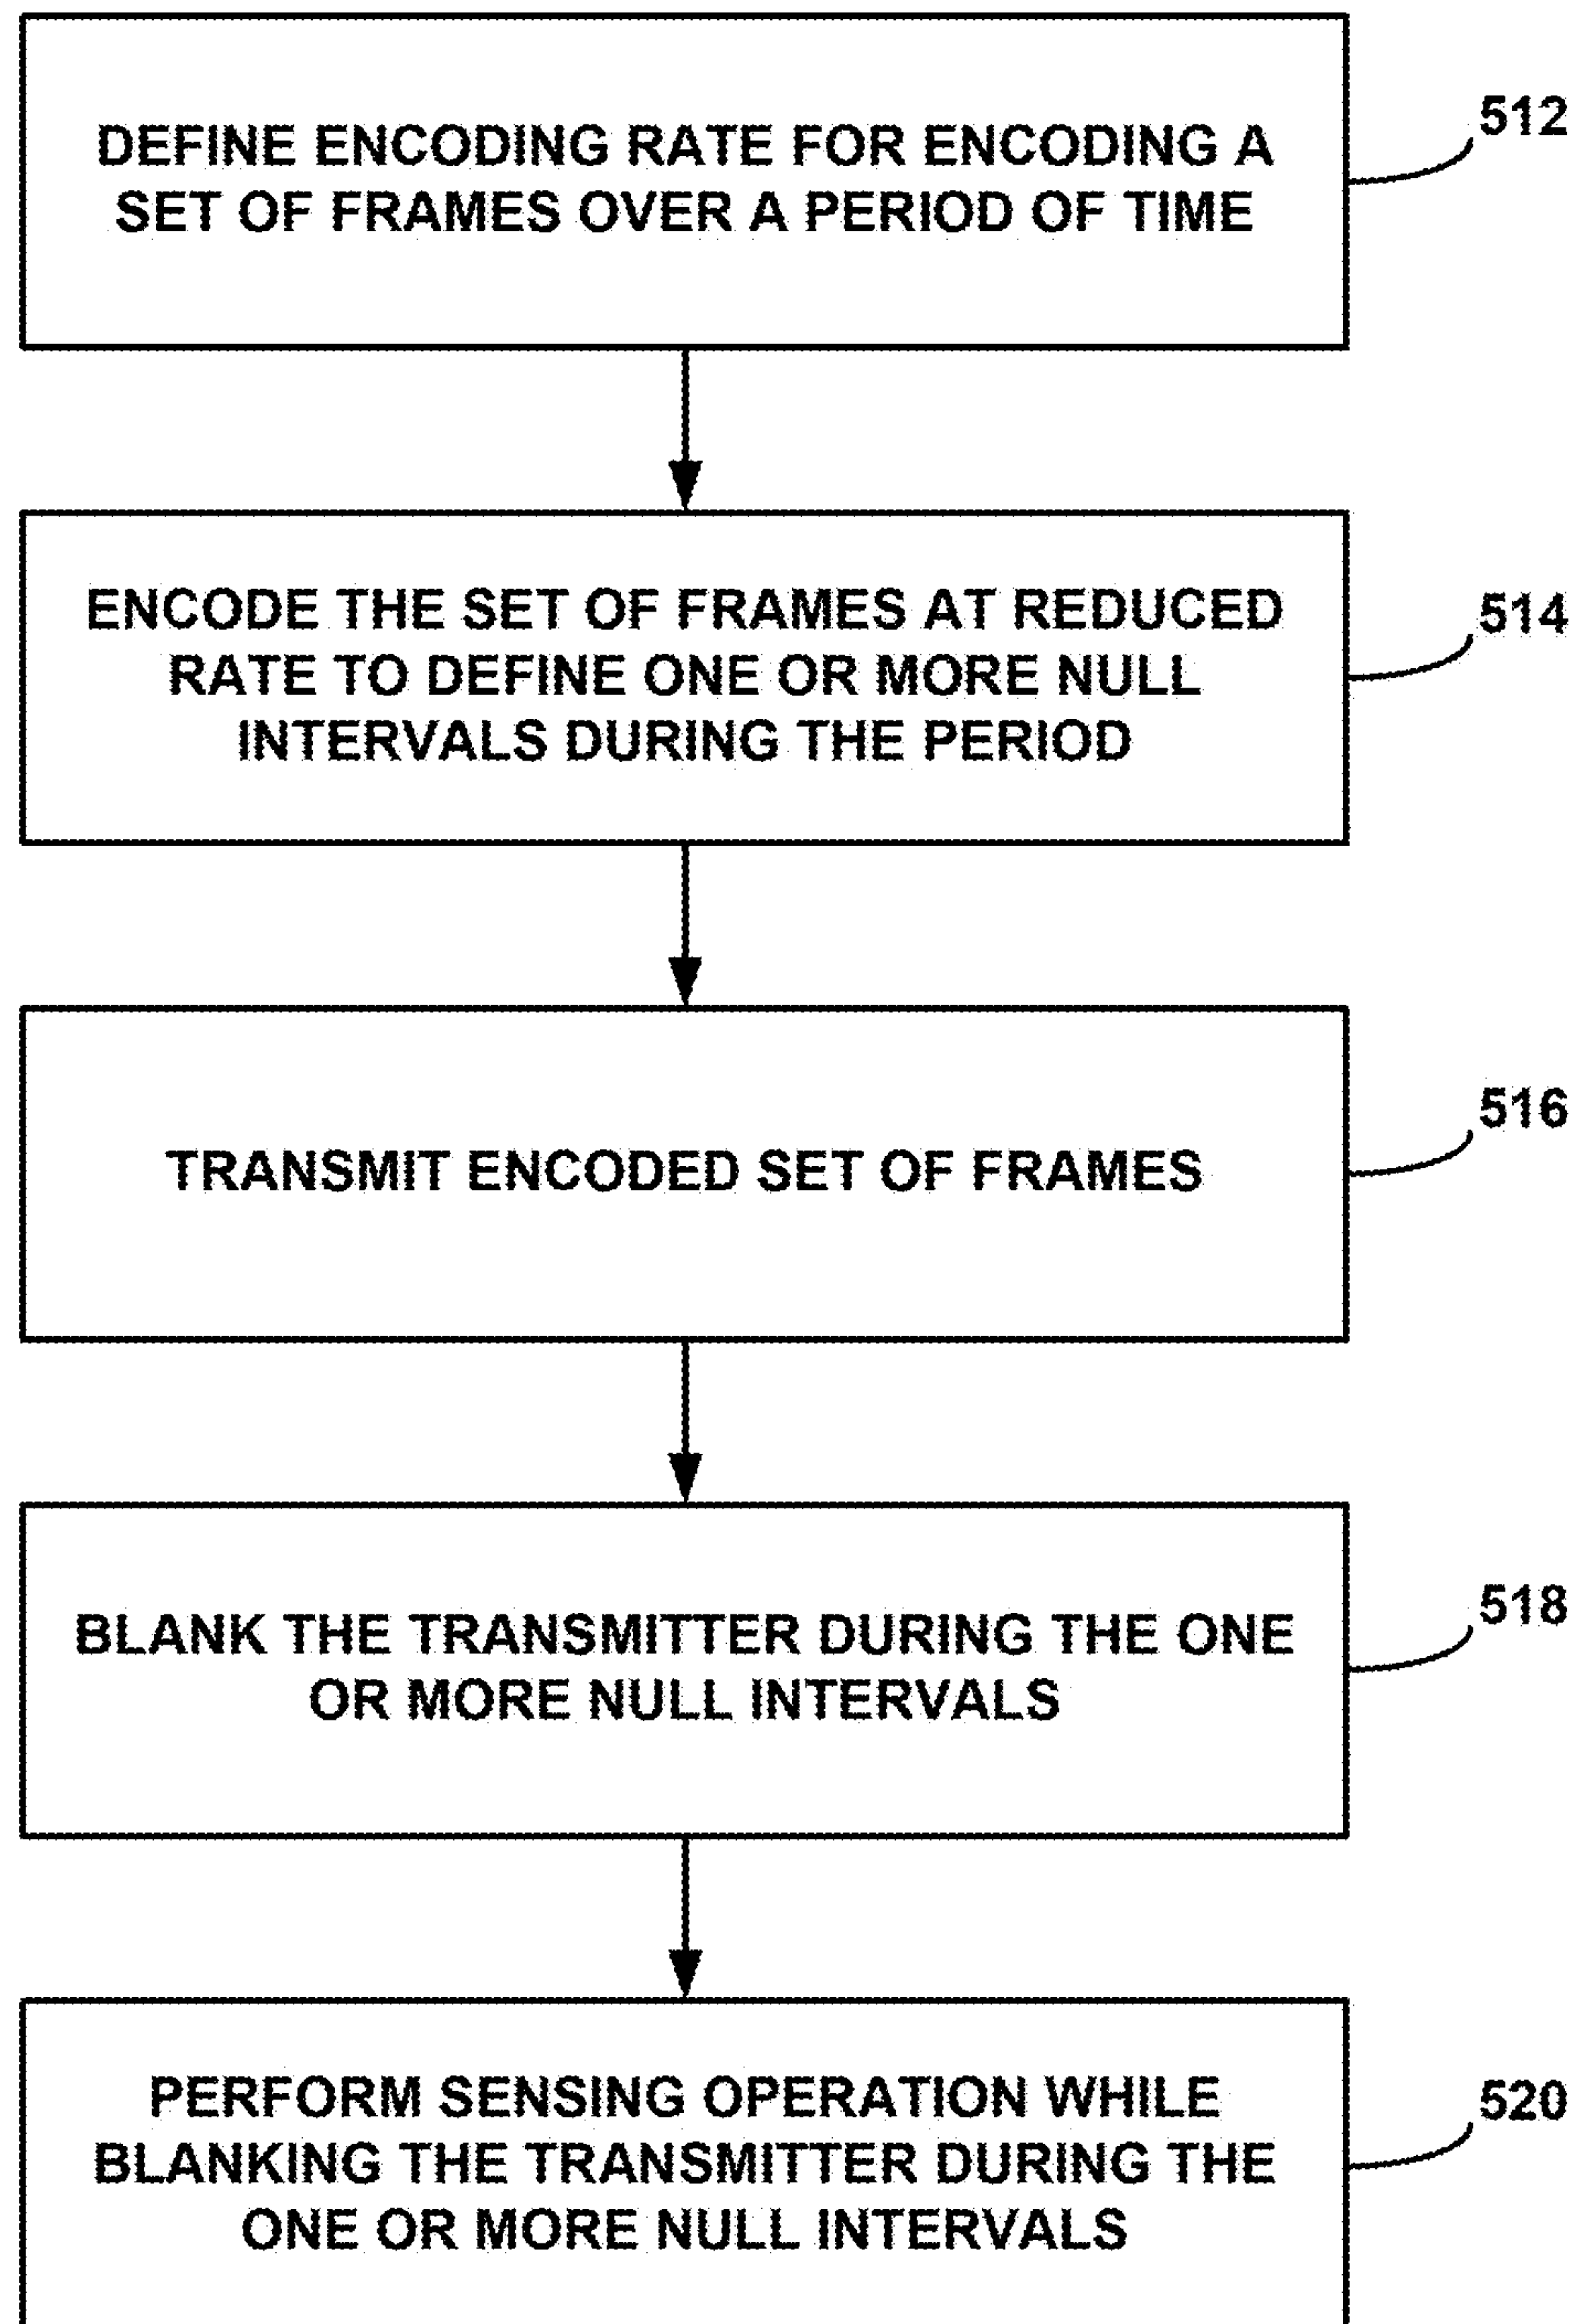 DEFINE ENCODING RATE FOR ENCODING A
SET OF FRAMES OVER A PERIOD OF TIME
512
ENCODE THE SET OF FRAMES AT REDUCED
RATE TO DEFINE ONE OR MORE NULL
INTERVALS DURING THE PERIOD
514
TRANSMIT ENCODED SET OF FRAMES
516
BLANK THE TRANSMITTER DURING THE ONE
OR MORE NULL INTERVALS
518
PERFORM SENSING OPERATION WHILE
BLANKING THE TRANSMITTER DURING THE
ONE OR MORE NULL INTERVALS
520